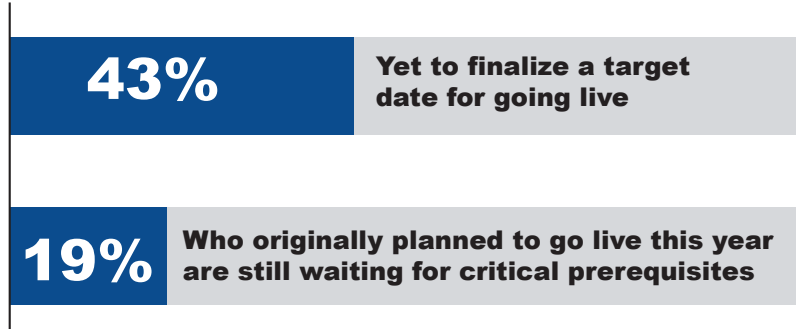 43%
Yet to finalize a target
date for going live
19%
Who originally planned to go live this year
are still waiting for critical prerequisites